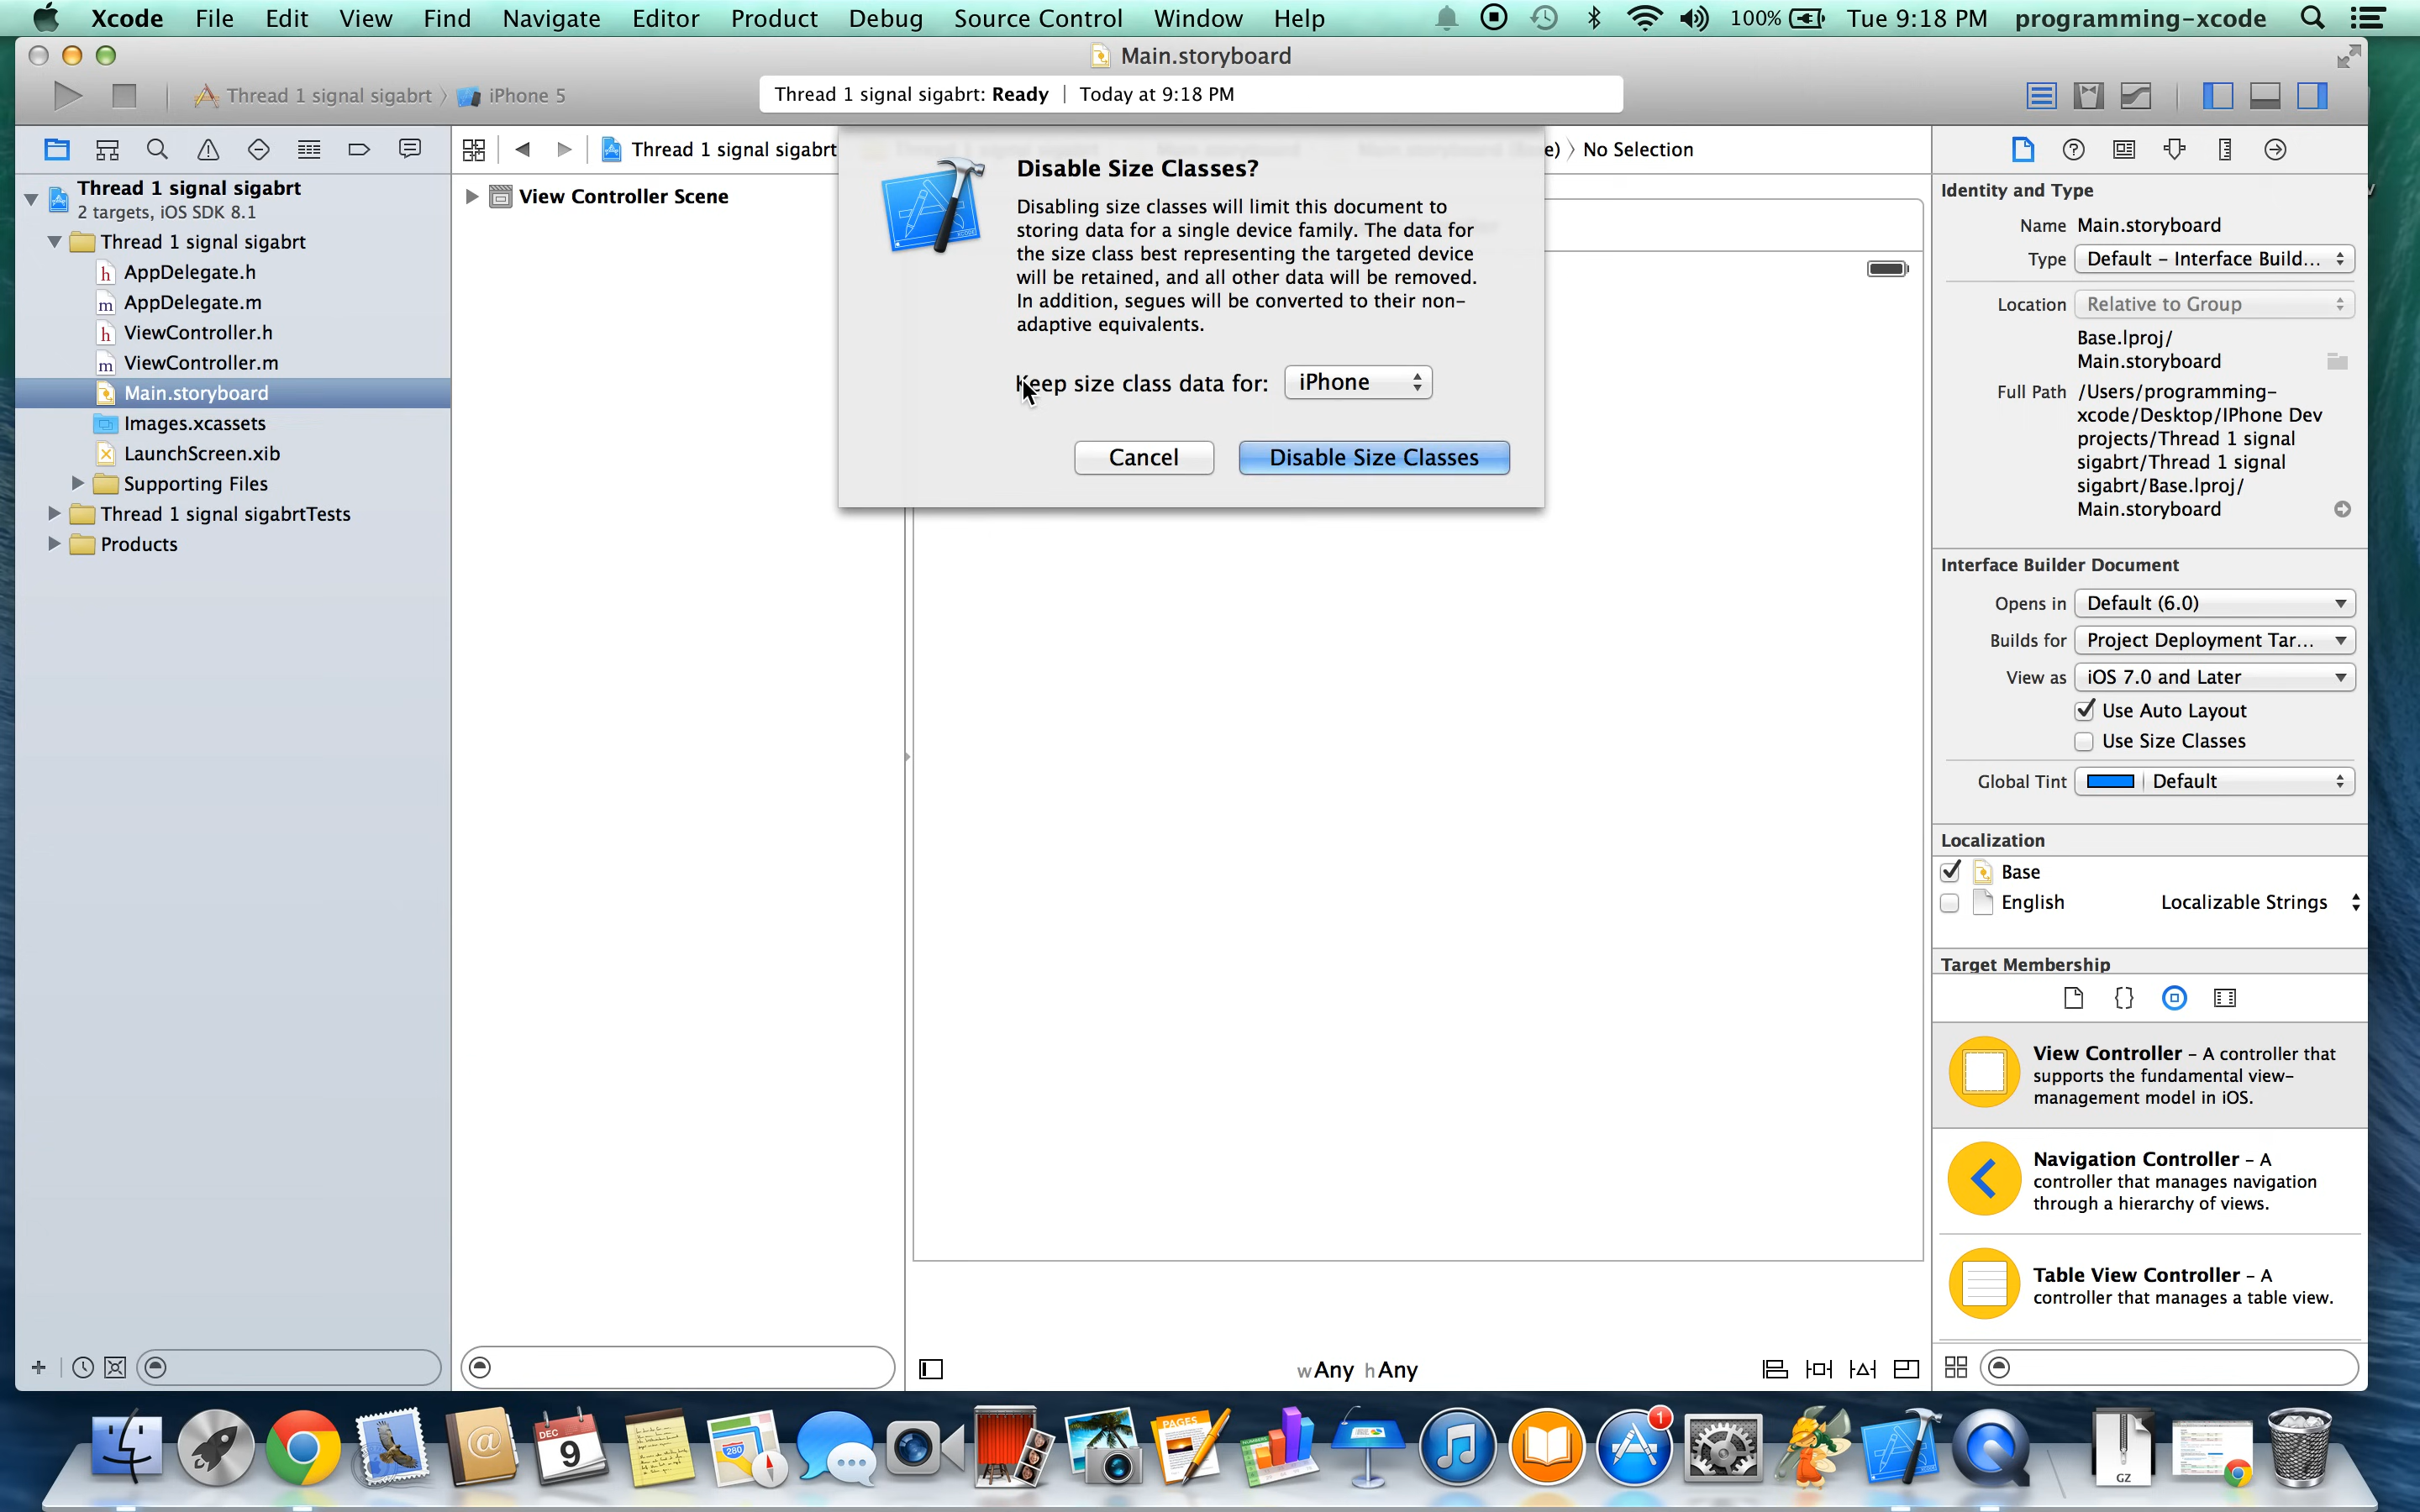 Xcode File Edit View Find Navigate Editor Product Debug Source Control Window Help 100% Tue 9:18 PM programming-xcode
Main.storyboard
Thread 1 signal sigabrt iPhone 5
Thread 1 signal sigabrt: Ready | Today at 9:18 PM
Thread 1 signal sigabrt
2 targets, iOS SDK 8.1
Thread 1 signal sigabrt
AppDelegate.h
AppDelegate.m
ViewController.h
ViewController.m
Main.storyboard
Images.xcassets
LaunchScreen.xib
Supporting Files
Thread 1 signal sigabrtTests
Products
Thread 1 signal sigabrt
e) No Selection
View Controller Scene
Disable Size Classes?
Disabling size classes will limit this document to
storing data for a single device family. The data for
the size class best representing the targeted device
will be retained, and all other data will be removed.
In addition, segues will be converted to their non-
adaptive equivalents.
Keep size class data for: iPhone
Cancel Disable Size Classes
wAny hAny
Identity and Type
Name Main.storyboard
Type Default - Interface Build...
Location Relative to Group
Base.lproj/
Main.storyboard
Full Path /Users/programming-
xcode/Desktop/IPhone Dev
projects/Thread 1 signal
sigabrt/Thread 1 signal
sigabrt/Base.lproj/
Main.storyboard
Interface Builder Document
Opens in Default (6.0)
Builds for Project Deployment Tar...
View as iOS 7.0 and Later
Use Auto Layout
Use Size Classes
Global Tint Default
Localization
Base
English Localizable Strings
Target Membership
View Controller - A controller that
supports the fundamental view-
management model in iOS.
Navigation Controller - A
controller that manages navigation
through a hierarchy of views.
Table View Controller - A
controller that manages a table view.
DEC
9
280
PAGES
1
GZ